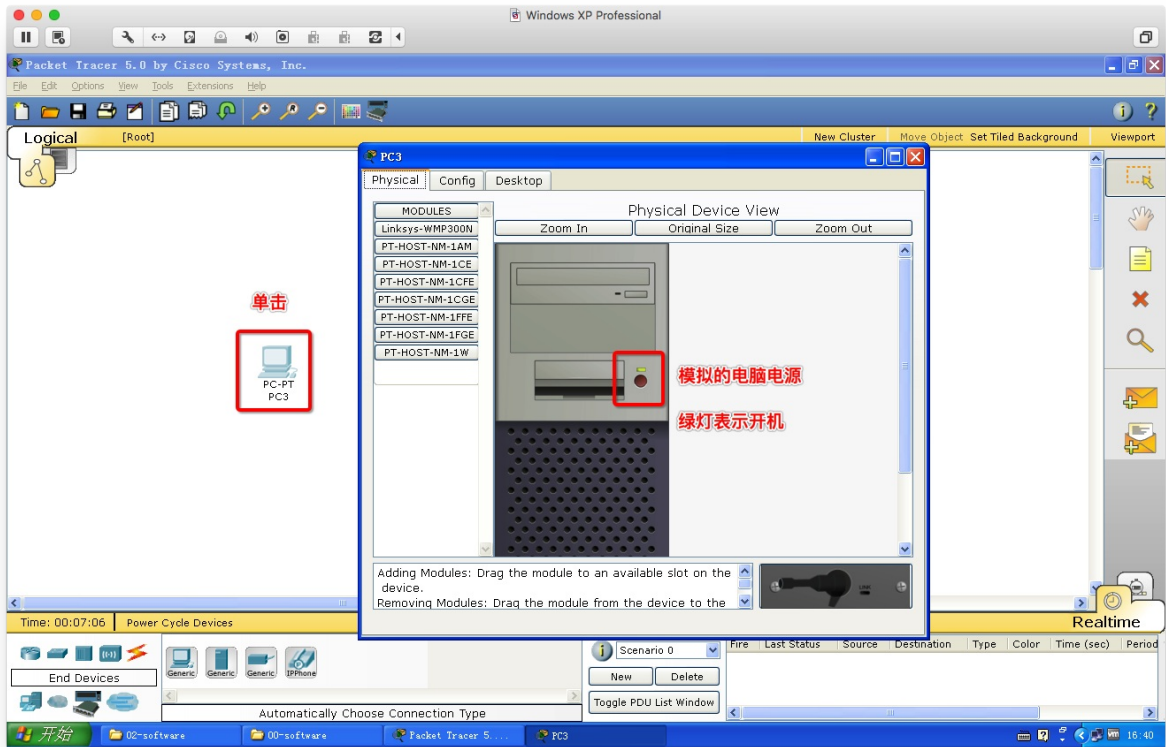 Windows XP Professional
Packet Tracer 5.0 by Cisco Systems, Inc.
File Edit Options View Tools Extensions Help
Logical [Root] New Cluster Move Object Set Tiled Background Viewport
PC3
Physical Config Desktop
MODULES
Linksys-WMP300N
PT-HOST-NM-1AM
PT-HOST-NM-1CE
PT-HOST-NM-1CFE
PT-HOST-NM-1CGE
PT-HOST-NM-1FFE
PT-HOST-NM-1FGE
PT-HOST-NM-1W
Physical Device View
Zoom In Original Size Zoom Out
单击
PC-PT
PC3
模拟的电脑电源
绿灯表示开机
Adding Modules: Drag the module to an available slot on the
device.
Removing Modules: Drag the module from the device to the
Time: 00:07:06 Power Cycle Devices Realtime
End Devices
Generic Generic Generic IPPhone
Automatically Choose Connection Type
Scenario 0
New Delete
Toggle PDU List Window
Fire Last Status Source Destination Type Color Time (sec) Period
开始 02-software 00-software Packet Tracer 5.... PC3 16:40